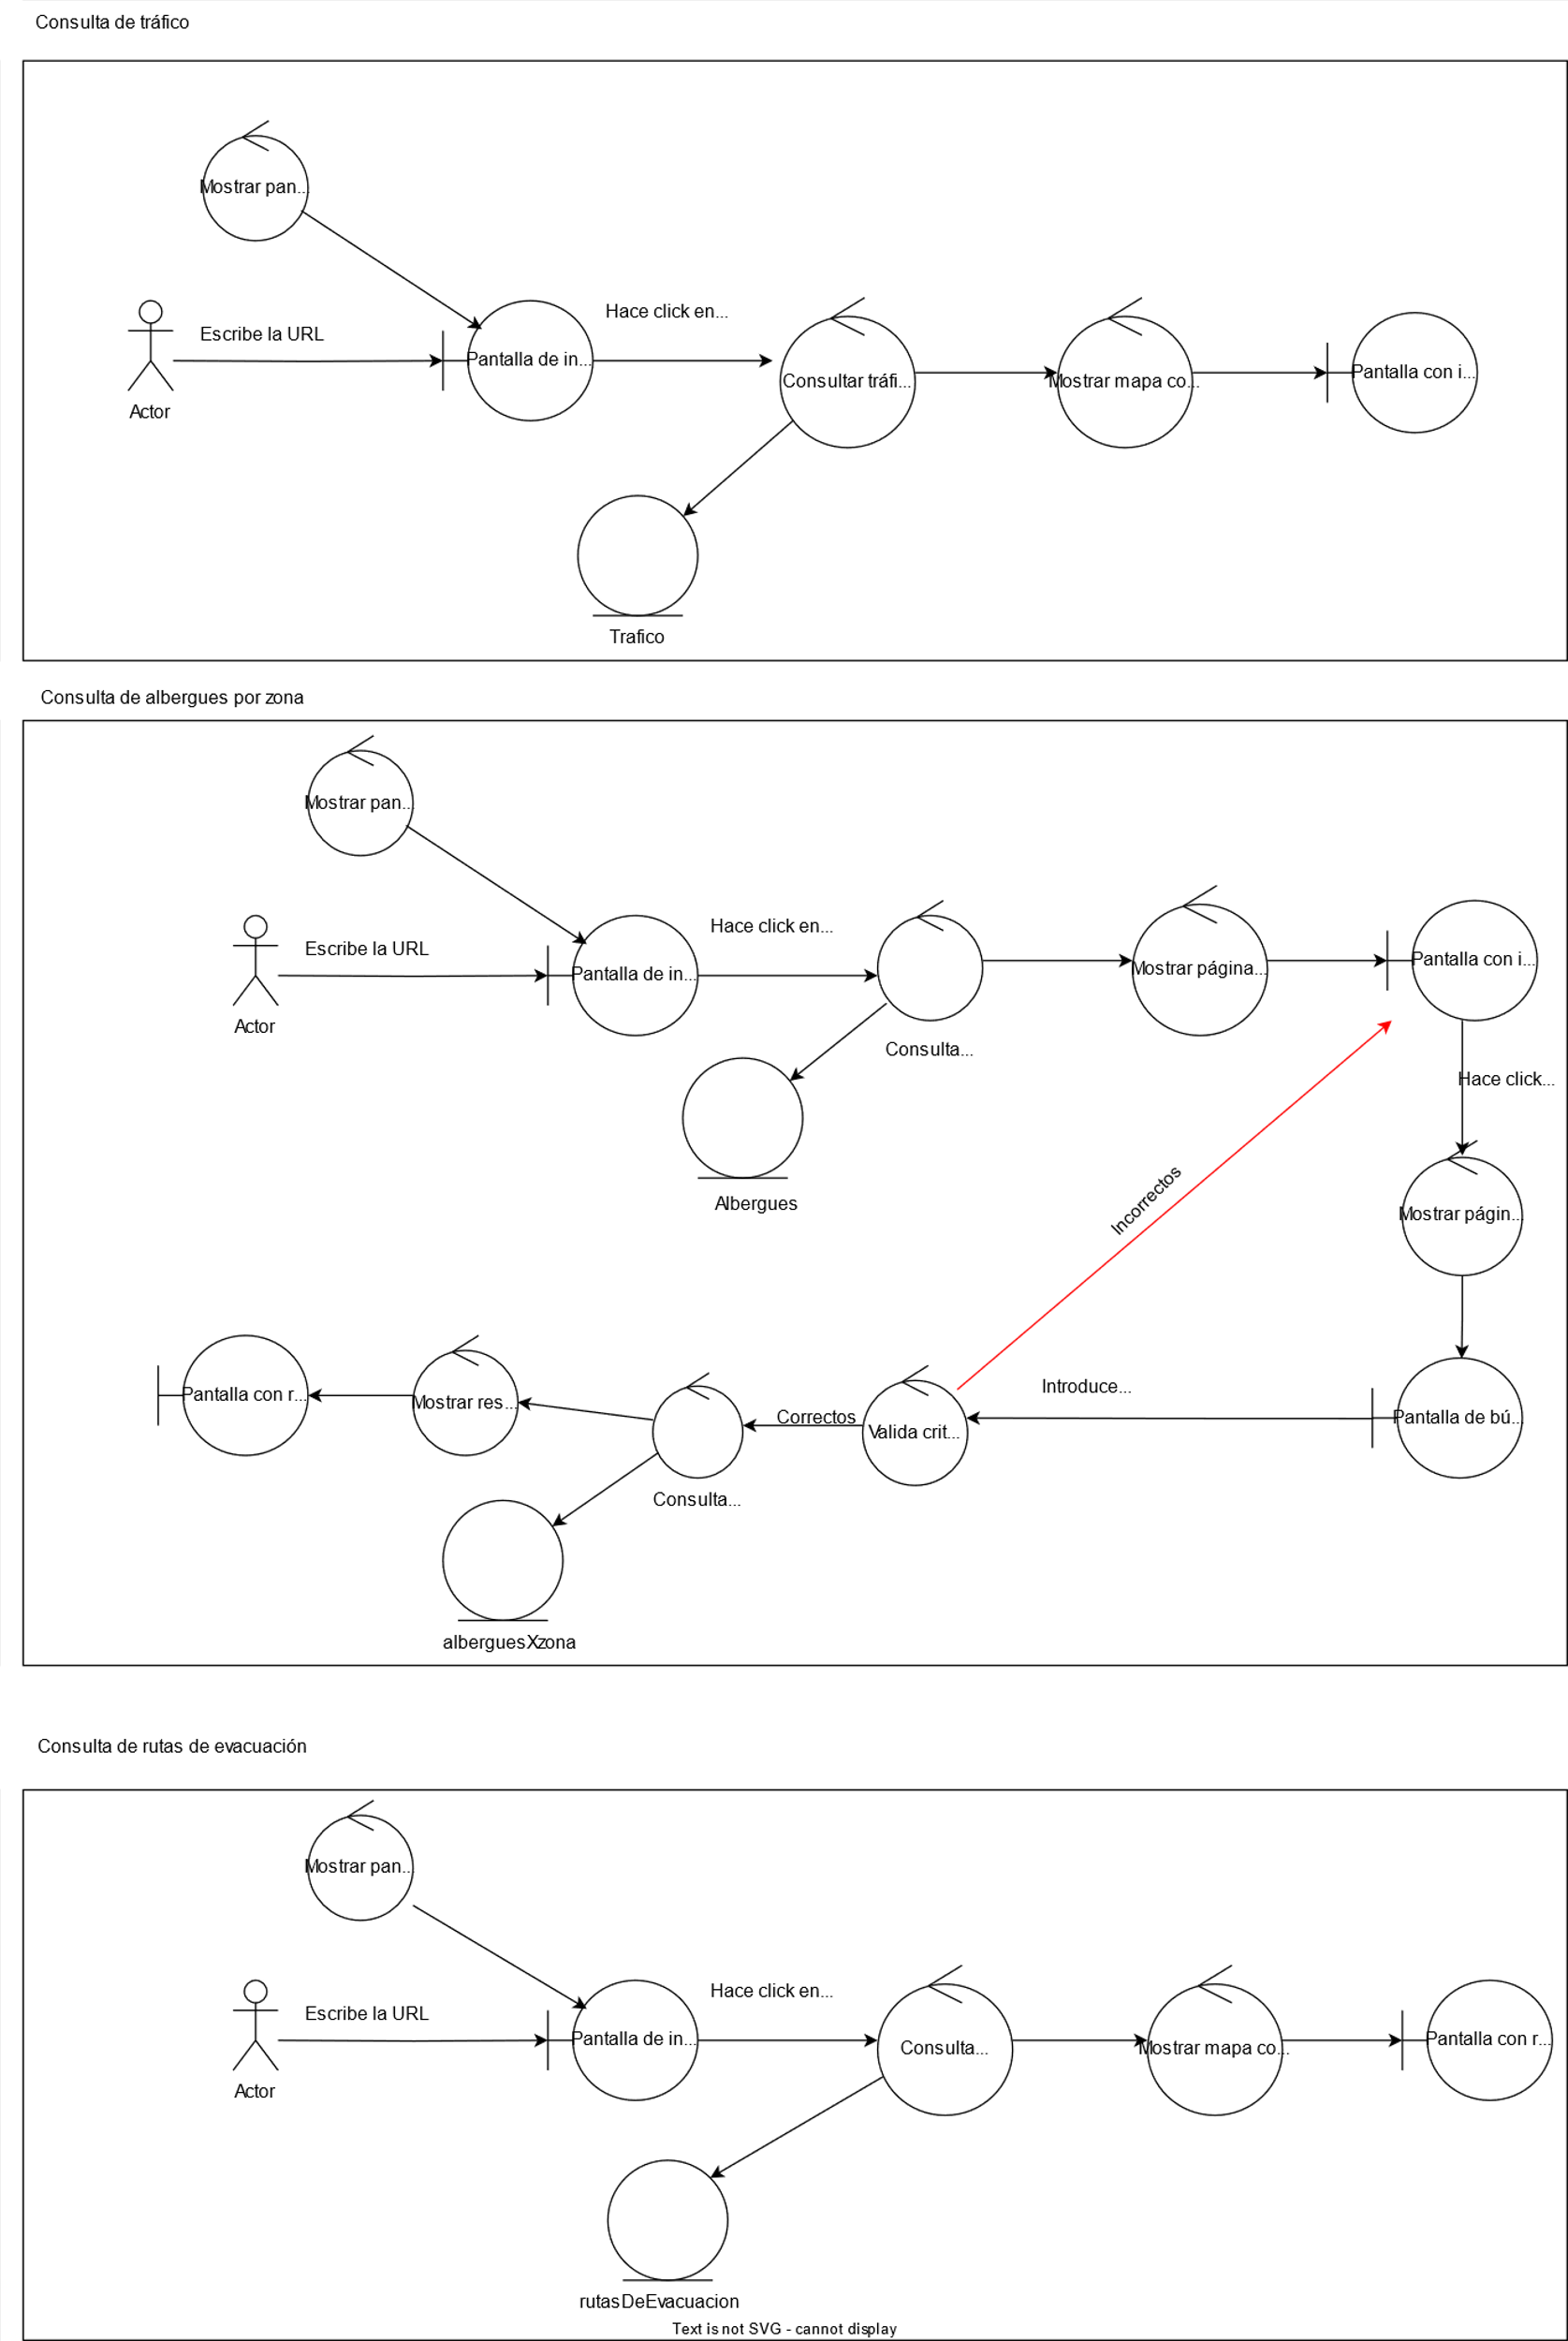 Consulta de tráfico
Mostrar pan...
Escribe la URL
Hace click en...
Pantalla de in...
Consultar tráfi...
Mostrar mapa co...
Pantalla con i...
Actor
Trafico
Consulta de albergues por zona
Mostrar pan...
Escribe la URL
Hace click en...
Pantalla de in...
Mostrar página...
Pantalla con i...
Actor
Consulta...
Hace click...
Albergues
Incorrectos
Mostrar págin...
Introduce...
Pantalla con r...
Mostrar res...
Correctos
Valida crit...
Pantalla de bú...
Consulta...
alberguesXzona
Consulta de rutas de evacuación
Mostrar pan...
Escribe la URL
Hace click en...
Pantalla de in...
Consulta...
Mostrar mapa co...
Pantalla con r...
Actor
rutasDeEvacuacion
Text is not SVG - cannot display